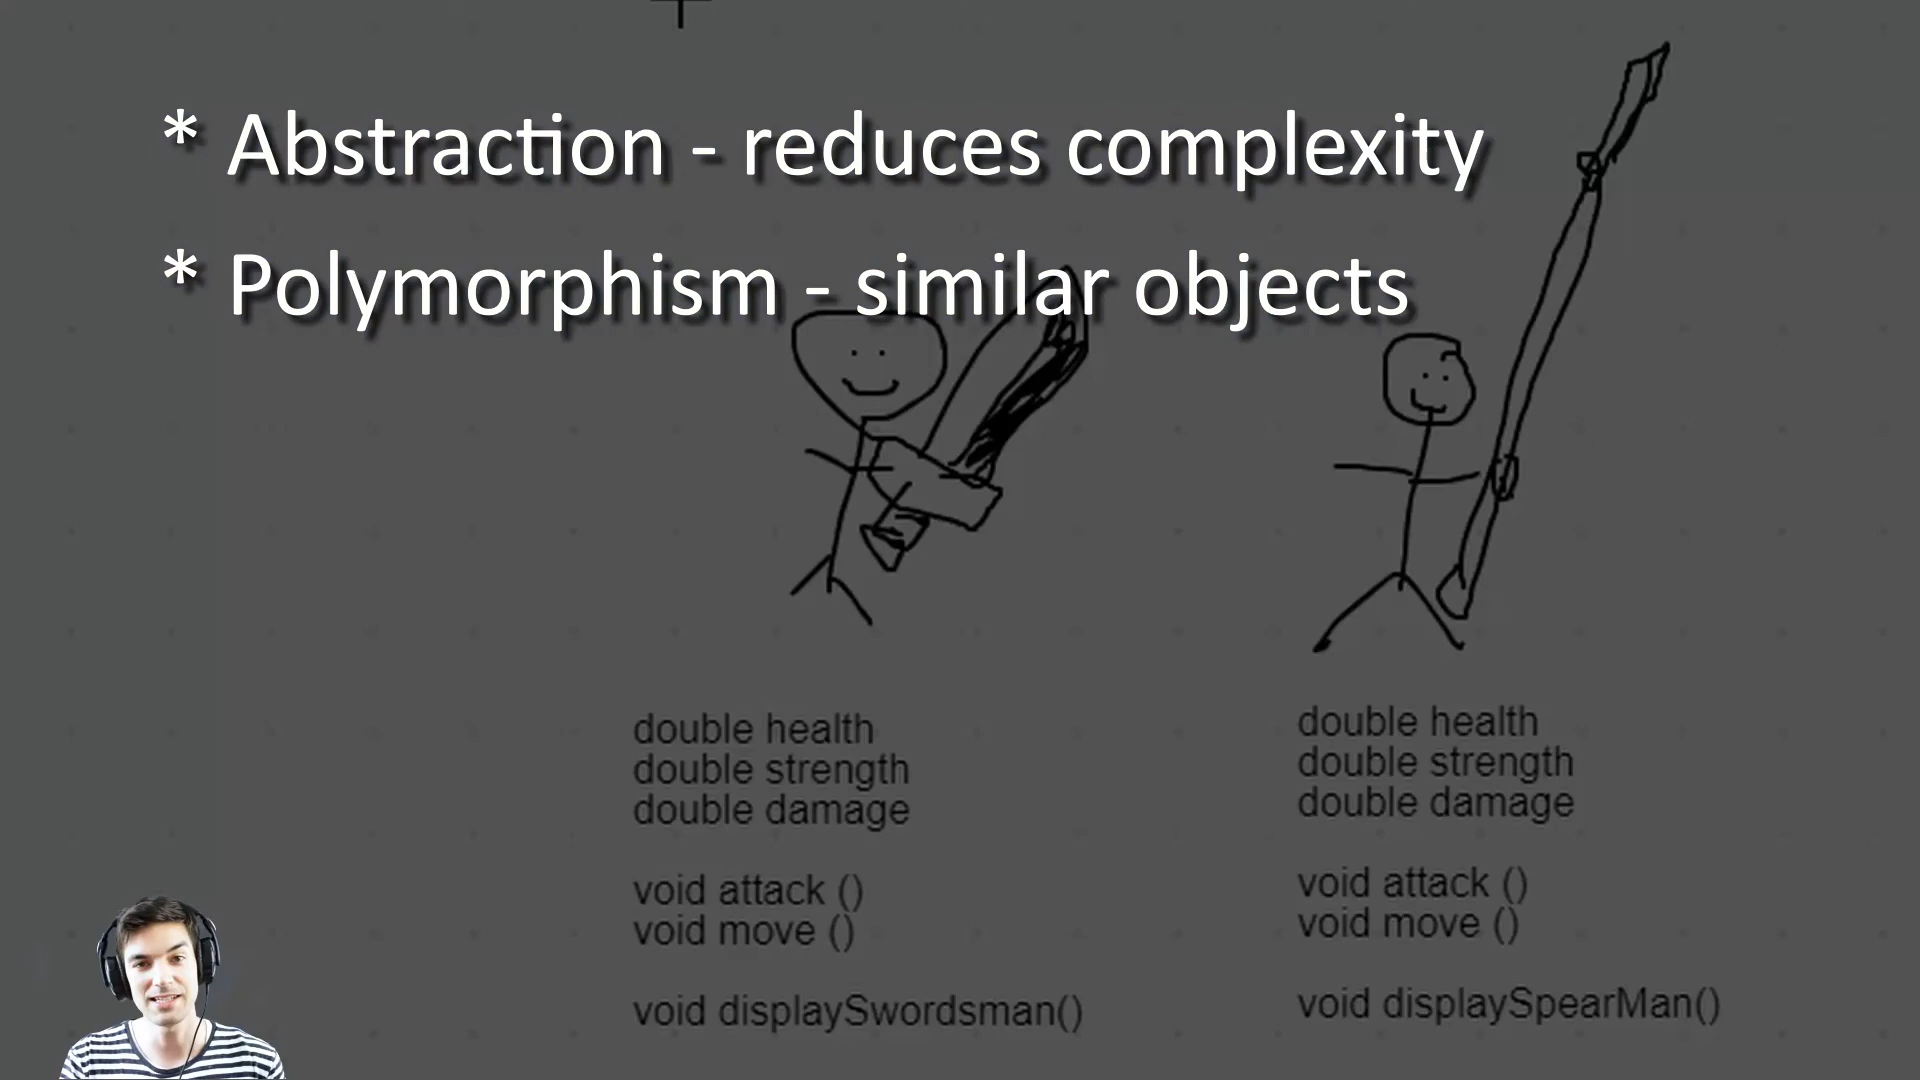 * Abstraction - reduces complexity
* Polymorphism - similar objects
double health
double strength
double damage
void attack ()
void move ()
void displaySwordsman()
double health
double strength
double damage
void attack ()
void move ()
void displaySpearMan()